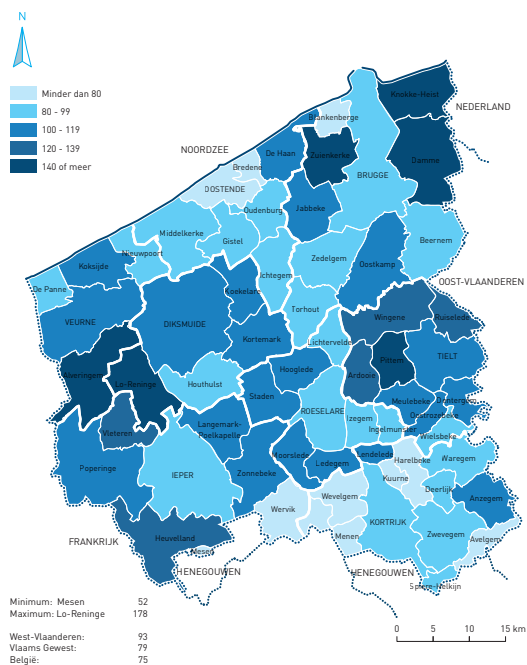 N
Minder dan 80
80 - 99
100 - 119
120 - 139
140 of meer
NOORDZEE
NEDERLAND
OOST-VLAANDEREN
FRANKRIJK
HENEGOUWEN
HENEGOUWEN
Knokke-Heist
Blankenberge
Zuienkerke
De Haan
Damme
Bredene
OOSTENDE
BRUGGE
Jabbeke
Oudenburg
Middelkerke
Gistel
Beernem
Nieuwpoort
Zedelgem
Oostkamp
Koksijde
De Panne
Ichtegem
Koekelare
VEURNE
DIKSMUIDE
Torhout
Wingene
Ruiselede
Kortemark
Lichtervelde
TIELT
Pittem
Alveringem
Lo-Reninge
Hooglede
Ardooie
Houthulst
Staden
Meulebeke
Dentergem
ROESELARE
Oostrozebeke
Izegem
Ingelmunster
Langemark-
Poelkapelle
Vleteren
Wielsbeke
Moorslede
Lendelede
Ledegem
Harelbeke
Waregem
Poperinge
IEPER
Zonnebeke
Kuurne
Deerlijk
Wevelgem
Anzegem
Wervik
KORTRIJK
Heuvelland
Menen
Zwevegem
Avelgem
Mesen
Spiere-Helkijn
Minimum: Mesen 52
Maximum: Lo-Reninge 178
West-Vlaanderen: 93
Vlaams Gewest: 79
België: 75
0 5 10 15 km